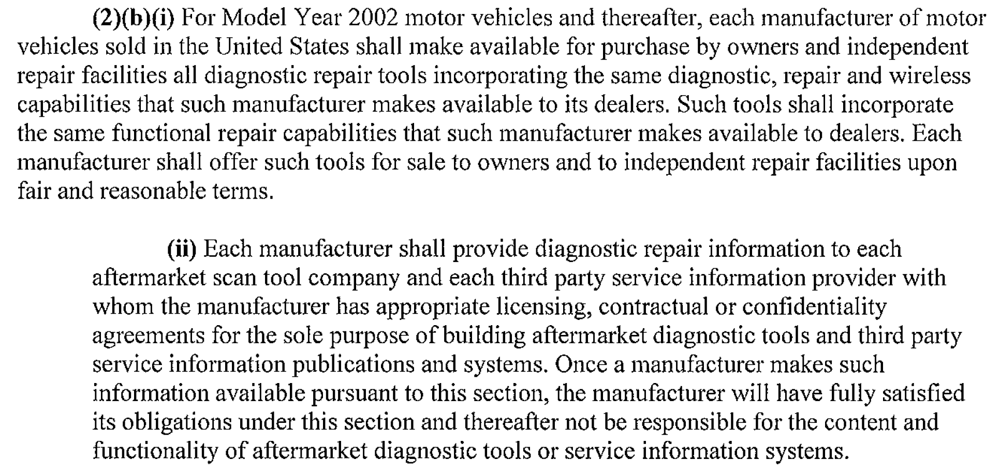 (2)(b)(i) For Model Year 2002 motor vehicles and thereafter, each manufacturer of motor
vehicles sold in the United States shall make available for purchase by owners and independent
repair facilities all diagnostic repair tools incorporating the same diagnostic, repair and wireless
capabilities that such manufacturer makes available to its dealers. Such tools shall incorporate
the same functional repair capabilities that such manufacturer makes available to dealers. Each
manufacturer shall offer such tools for sale to owners and to independent repair facilities upon
fair and reasonable terms.
(ii) Each manufacturer shall provide diagnostic repair information to each
aftermarket scan tool company and each third party service information provider with
whom the manufacturer has appropriate licensing, contractual or confidentiality
agreements for the sole purpose of building aftermarket diagnostic tools and third party
service information publications and systems. Once a manufacturer makes such
information available pursuant to this section, the manufacturer will have fully satisfied
its obligations under this section and thereafter not be responsible for the content and
functionality of aftermarket diagnostic tools or service information systems.